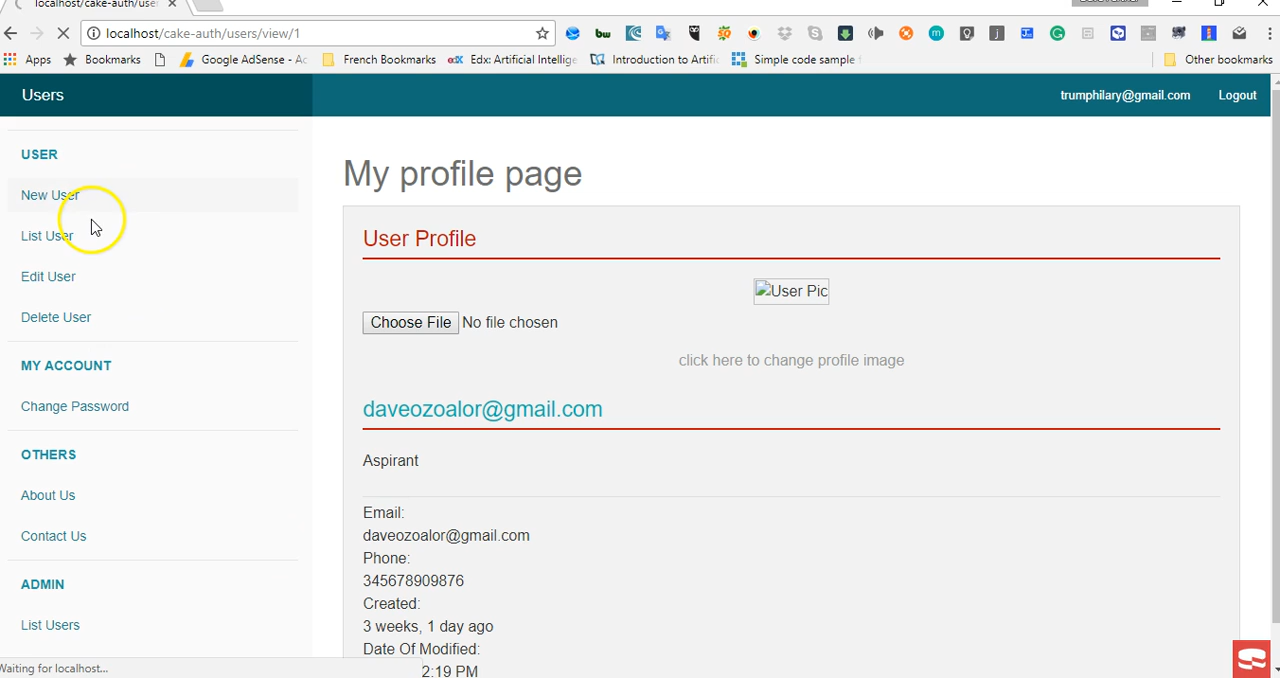 localhost/cake-auth/user
localhost/cake-auth/users/view/1
Apps Bookmarks Google AdSense - Ac French Bookmarks edX Edx: Artificial Intellige Introduction to Artific Simple code sample Other bookmarks
Users trumphilary@gmail.com Logout
USER
New User
List User
Edit User
Delete User
MY ACCOUNT
Change Password
OTHERS
About Us
Contact Us
ADMIN
List Users
Waiting for localhost...
My profile page
User Profile
User Pic
Choose File No file chosen
click here to change profile image
daveozoalor@gmail.com
Aspirant
Email:
daveozoalor@gmail.com
Phone:
345678909876
Created:
3 weeks, 1 day ago
Date Of Modified:
2:19 PM